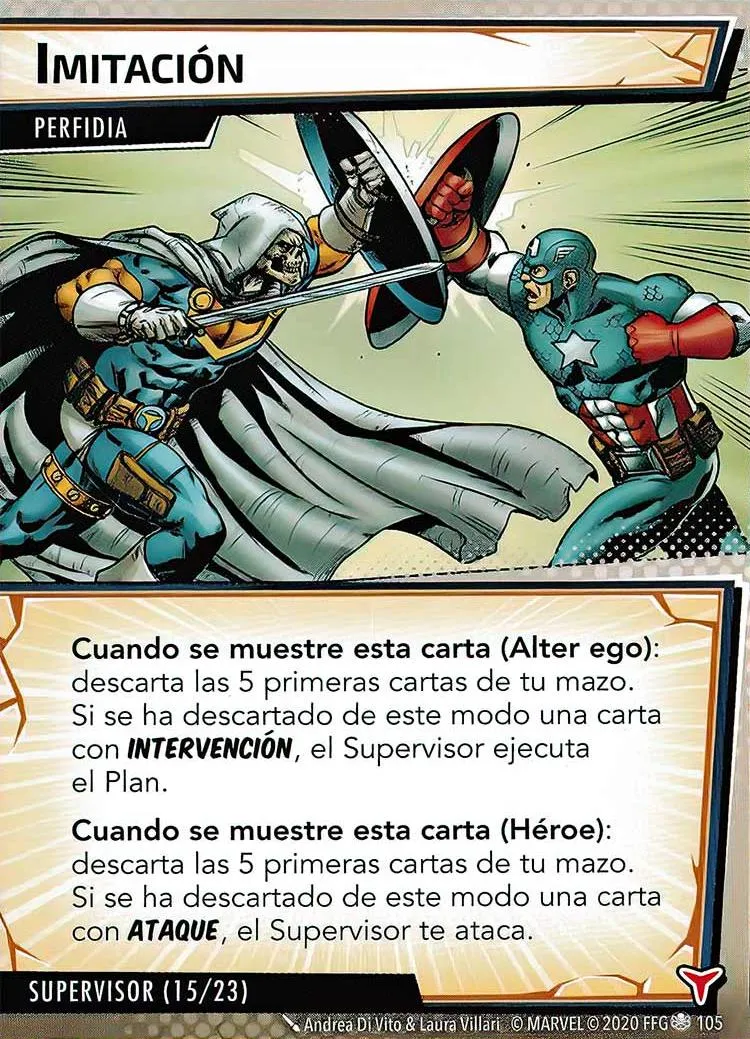 IMITACIÓN
PERFIDIA
Cuando se muestre esta carta (Alter ego):
descarta las 5 primeras cartas de tu mazo.
Si se ha descartado de este modo una carta
con INTERVENCIÓN, el Supervisor ejecuta
el Plan.
Cuando se muestre esta carta (Héroe):
descarta las 5 primeras cartas de tu mazo.
Si se ha descartado de este modo una carta
con ATAQUE, el Supervisor te ataca.
SUPERVISOR (15/23)
Andrea Di Vito & Laura Villari © MARVEL © 2020 FFG 105